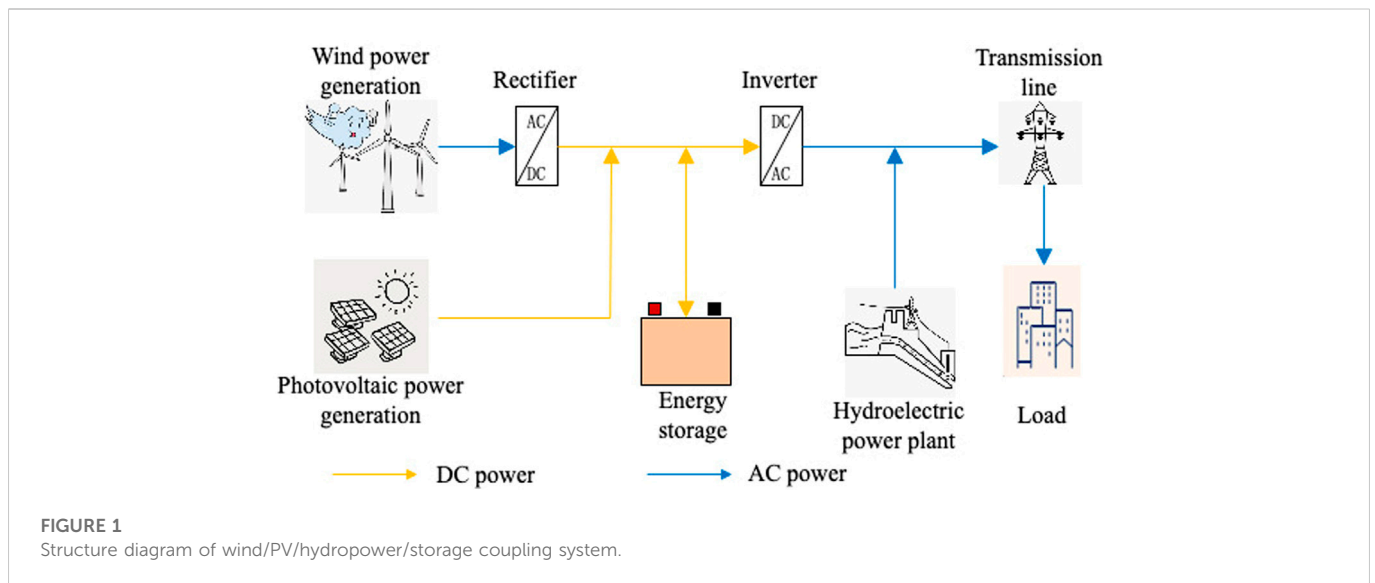 Wind power
generation
Rectifier
Inverter
Transmission
line
AC
DC
DC
AC
Photovoltaic power
generation
Energy
storage
Hydroelectric
power plant
Load
DC power
AC power
FIGURE 1
Structure diagram of wind/PV/hydropower/storage coupling system.